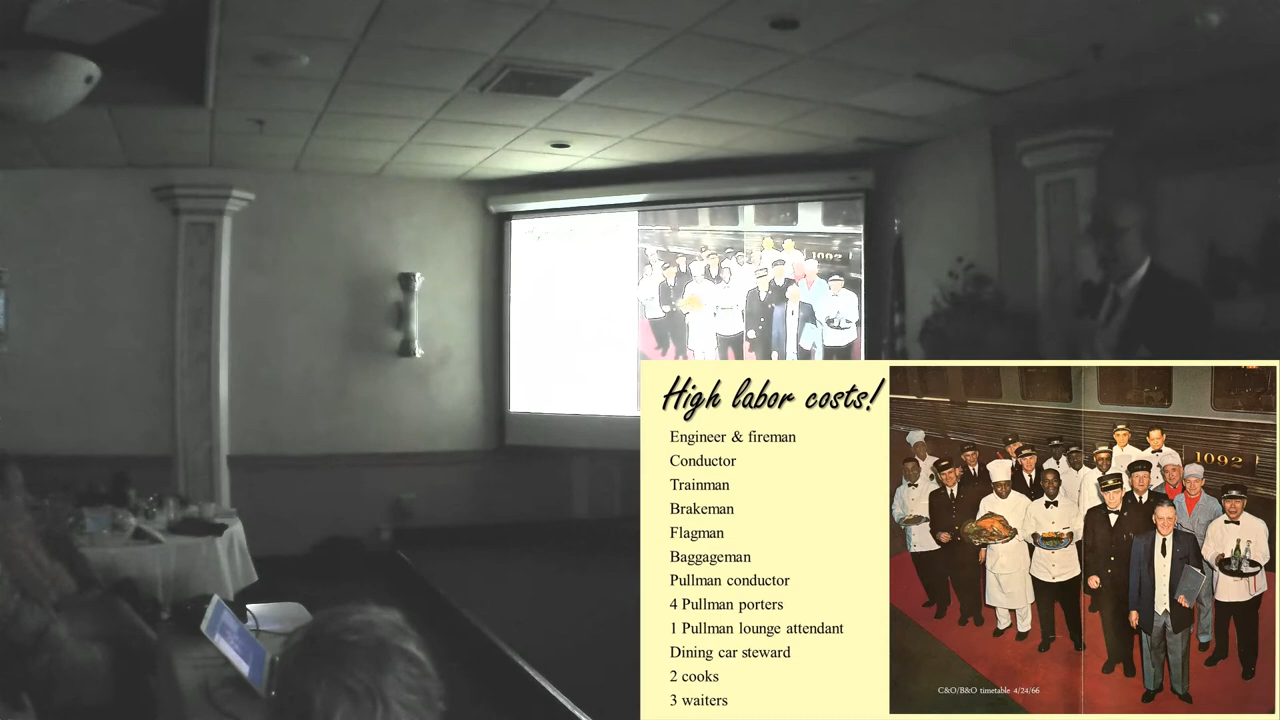 1092
High labor costs!
Engineer & fireman
Conductor
Trainman
Brakeman
Flagman
Baggageman
Pullman conductor
4 Pullman porters
1 Pullman lounge attendant
Dining car steward
2 cooks
3 waiters
1092
C&O/B&O timetable 4/24/66